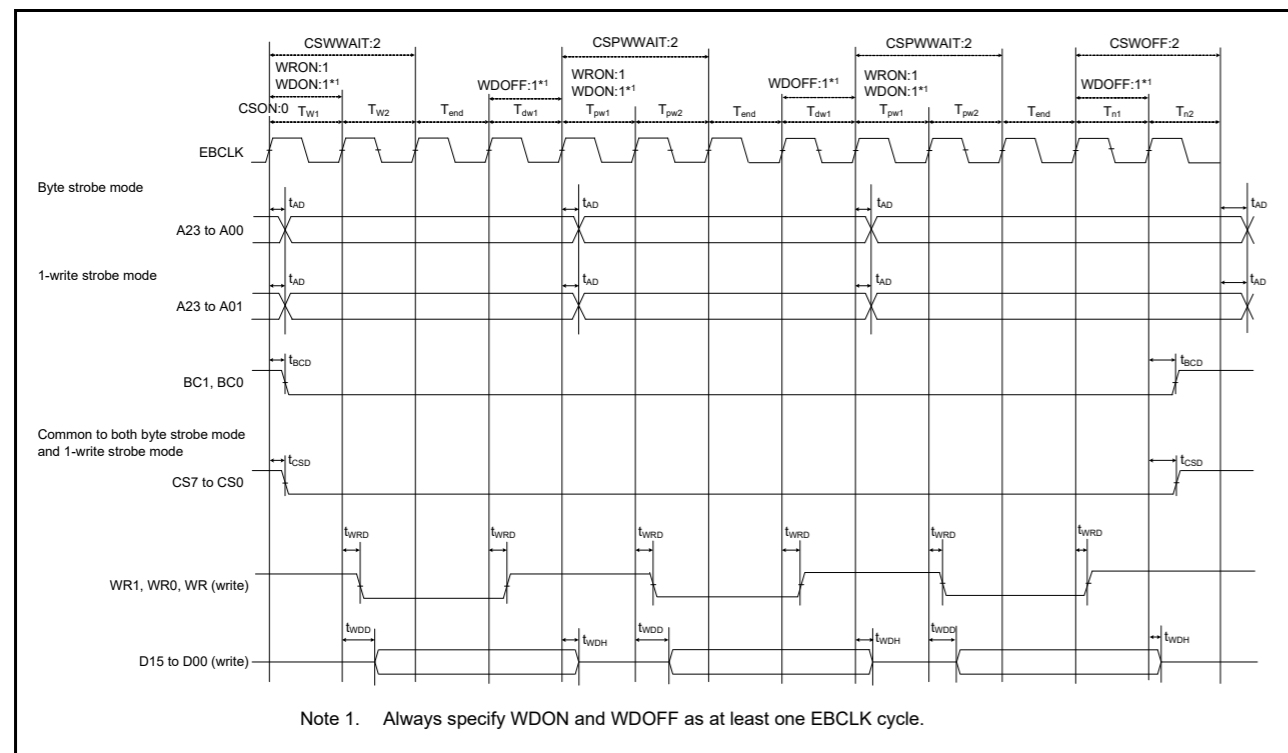 CSWWAIT:2 CSPWWAIT:2 CSPWWAIT:2 CSWOFF:2
WRON:1 WRON:1 WRON:1
WDON:1*1 WDOFF:1*1 WDON:1*1 WDOFF:1*1 WDON:1*1 WDOFF:1*1
CSON:0 TW1 TW2 Tend Tdw1 Tpw1 Tpw2 Tend Tdw1 Tpw1 Tpw2 Tend Tn1 Tn2
EBCLK
Byte strobe mode
tAD tAD tAD tAD
A23 to A00
1-write strobe mode
tAD tAD tAD tAD
A23 to A01
tBCD tBCD
BC1, BC0
Common to both byte strobe mode
and 1-write strobe mode
tCSD tCSD
CS7 to CS0
tWRD tWRD tWRD tWRD tWRD tWRD
WR1, WR0, WR (write)
tWDD tWDH tWDD tWDH tWDD tWDH
D15 to D00 (write)
Note 1. Always specify WDON and WDOFF as at least one EBCLK cycle.